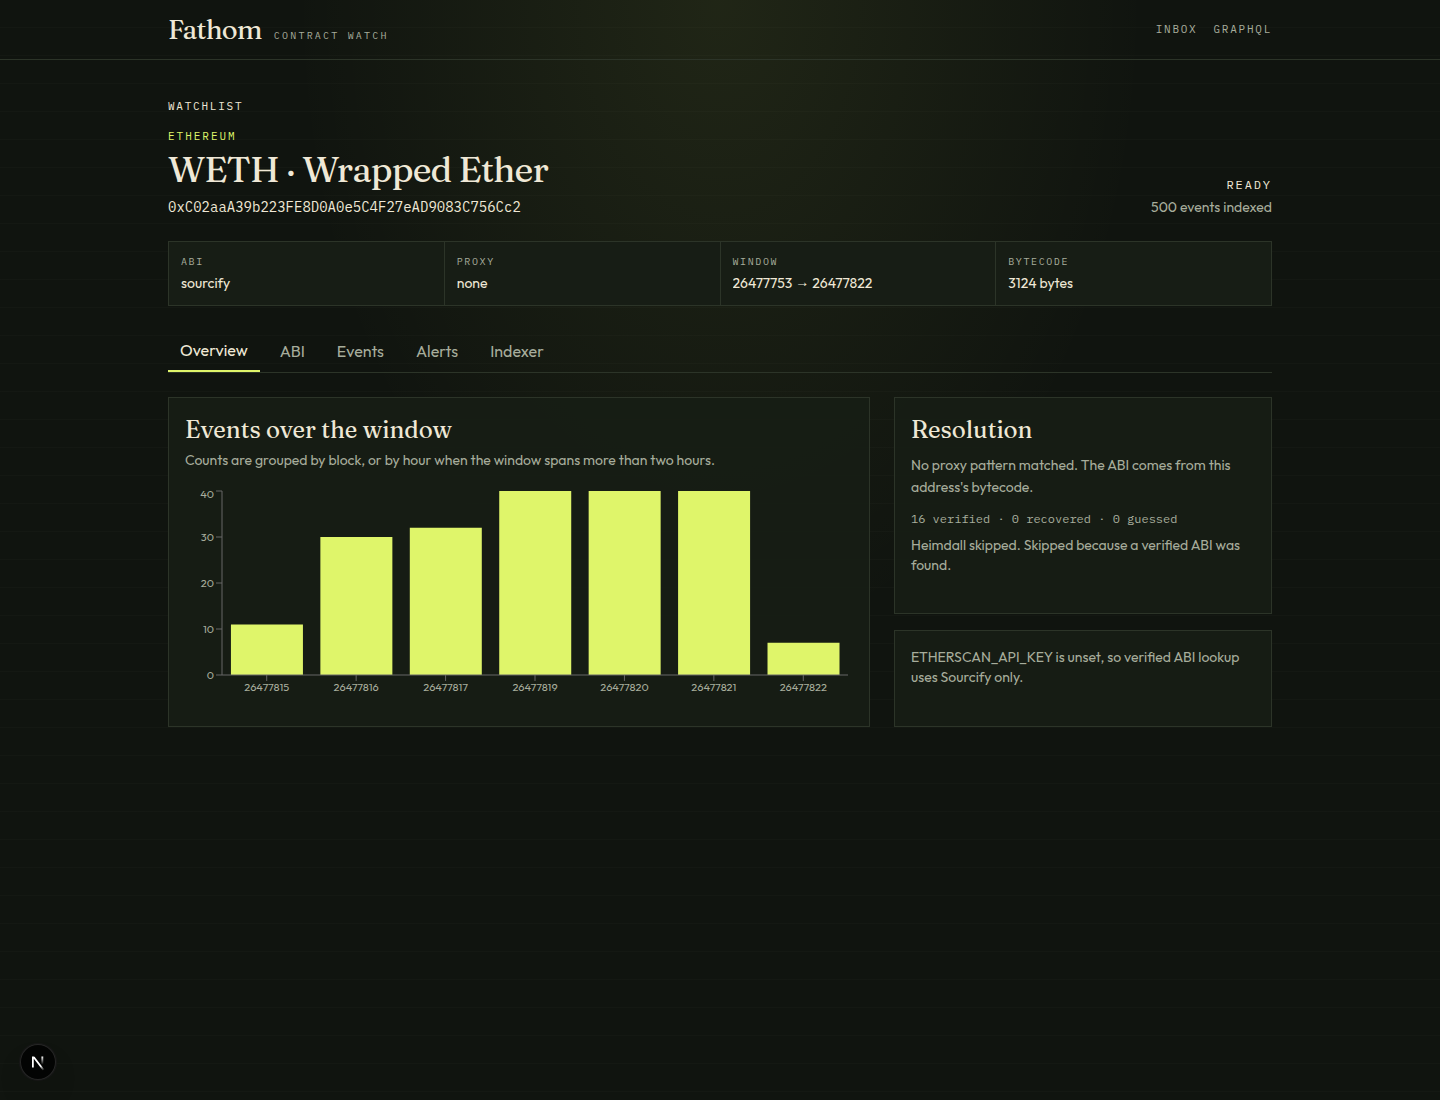 Fathom CONTRACT WATCH
INBOX GRAPHQL
WATCHLIST
ETHEREUM
WETH · Wrapped Ether
0xC02aaA39b223FE8D0A0e5C4F27eAD9083C756Cc2
READY
500 events indexed
ABI
sourcify
PROXY
none
WINDOW
26477753 → 26477822
BYTECODE
3124 bytes
Overview ABI Events Alerts Indexer
Events over the window
Counts are grouped by block, or by hour when the window spans more than two hours.
40
30
20
10
0
26477815 26477816 26477817 26477819 26477820 26477821 26477822
Resolution
No proxy pattern matched. The ABI comes from this
address's bytecode.
16 verified · 0 recovered · 0 guessed
Heimdall skipped. Skipped because a verified ABI was
found.
ETHERSCAN_API_KEY is unset, so verified ABI lookup
uses Sourcify only.
N